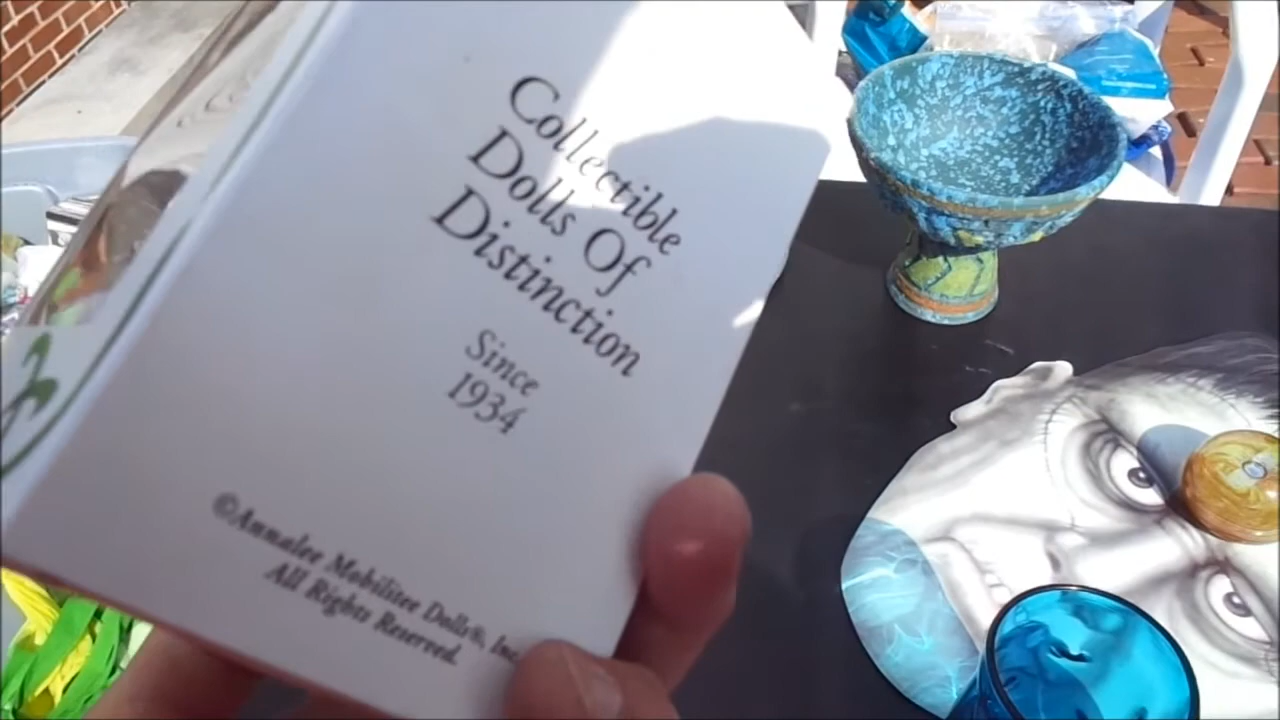 Collectible
Dolls Of
Distinction
Since
1934
©Annalee Mobilitee Dolls®, Inc
All Rights Reserved.